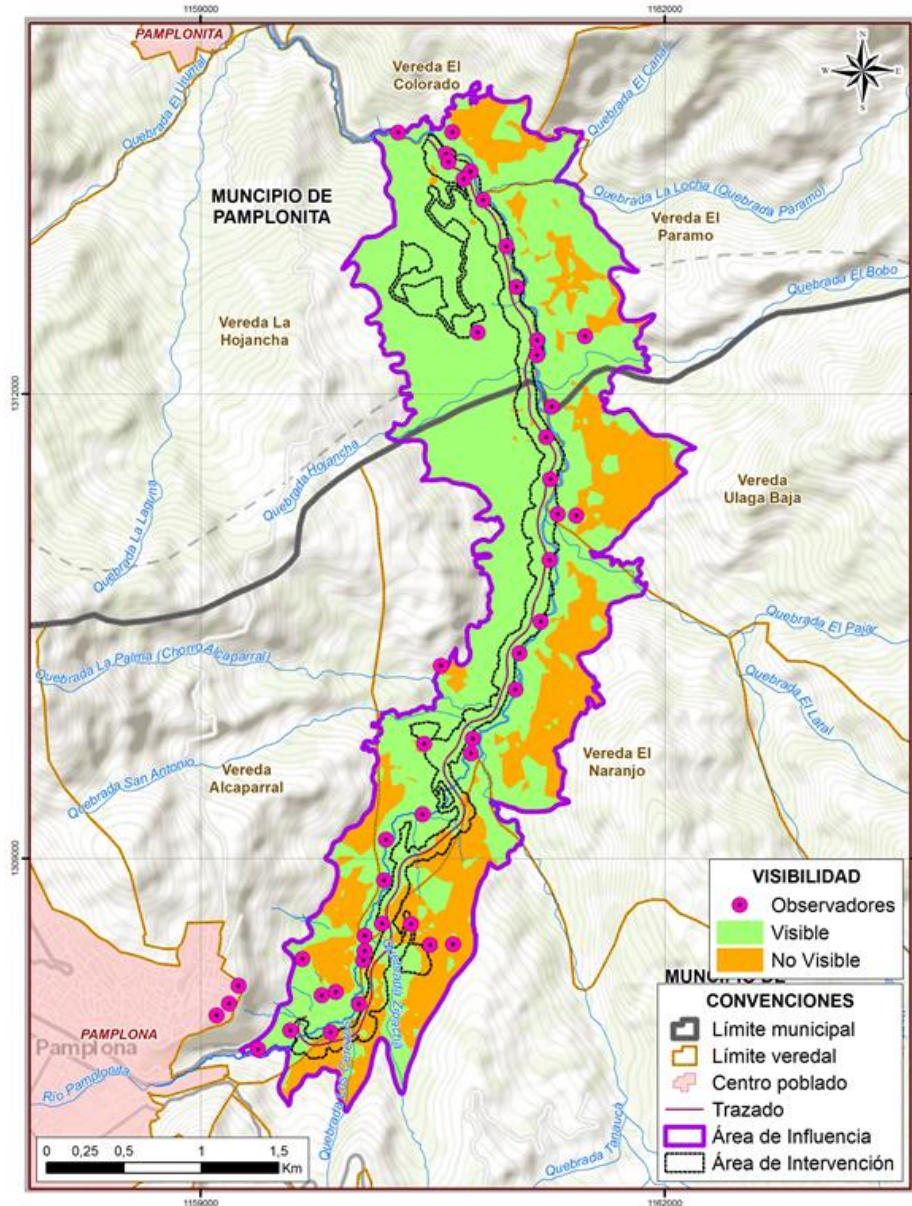 1159000
1162000
PAMPLONITA
Vereda El
Colorado
N
W
E
S
Quebrada El Urumal
Quebrada El Canal
MUNCIPIO DE
PAMPLONITA
Quebrada La Locha (Quebrada Paramo)
Vereda El
Paramo
Quebrada El Bobo
Vereda La
Hojancha
1312000
1312000
Quebrada La Laguna
Quebrada Hojancha
Vereda
Ulaga Baja
Quebrada El Pajar
Quebrada La Palma (Chorro Alcaparral)
Quebrada El Laral
Vereda El
Naranjo
Vereda
Alcaparral
Quebrada San Antonio
1309000
1309000
VISIBILIDAD
Observadores
Visible
No Visible
MUNICIPIO DE
CONVENCIONES
Límite municipal
Límite veredal
Centro poblado
Trazado
Área de Influencia
Área de Intervención
PAMPLONA
Pamplona
Río Pamplonita
Quebrada Zipacha
Quebrada Tanauca
0 0,25 0,5 1 1,5
Km
1159000
1162000